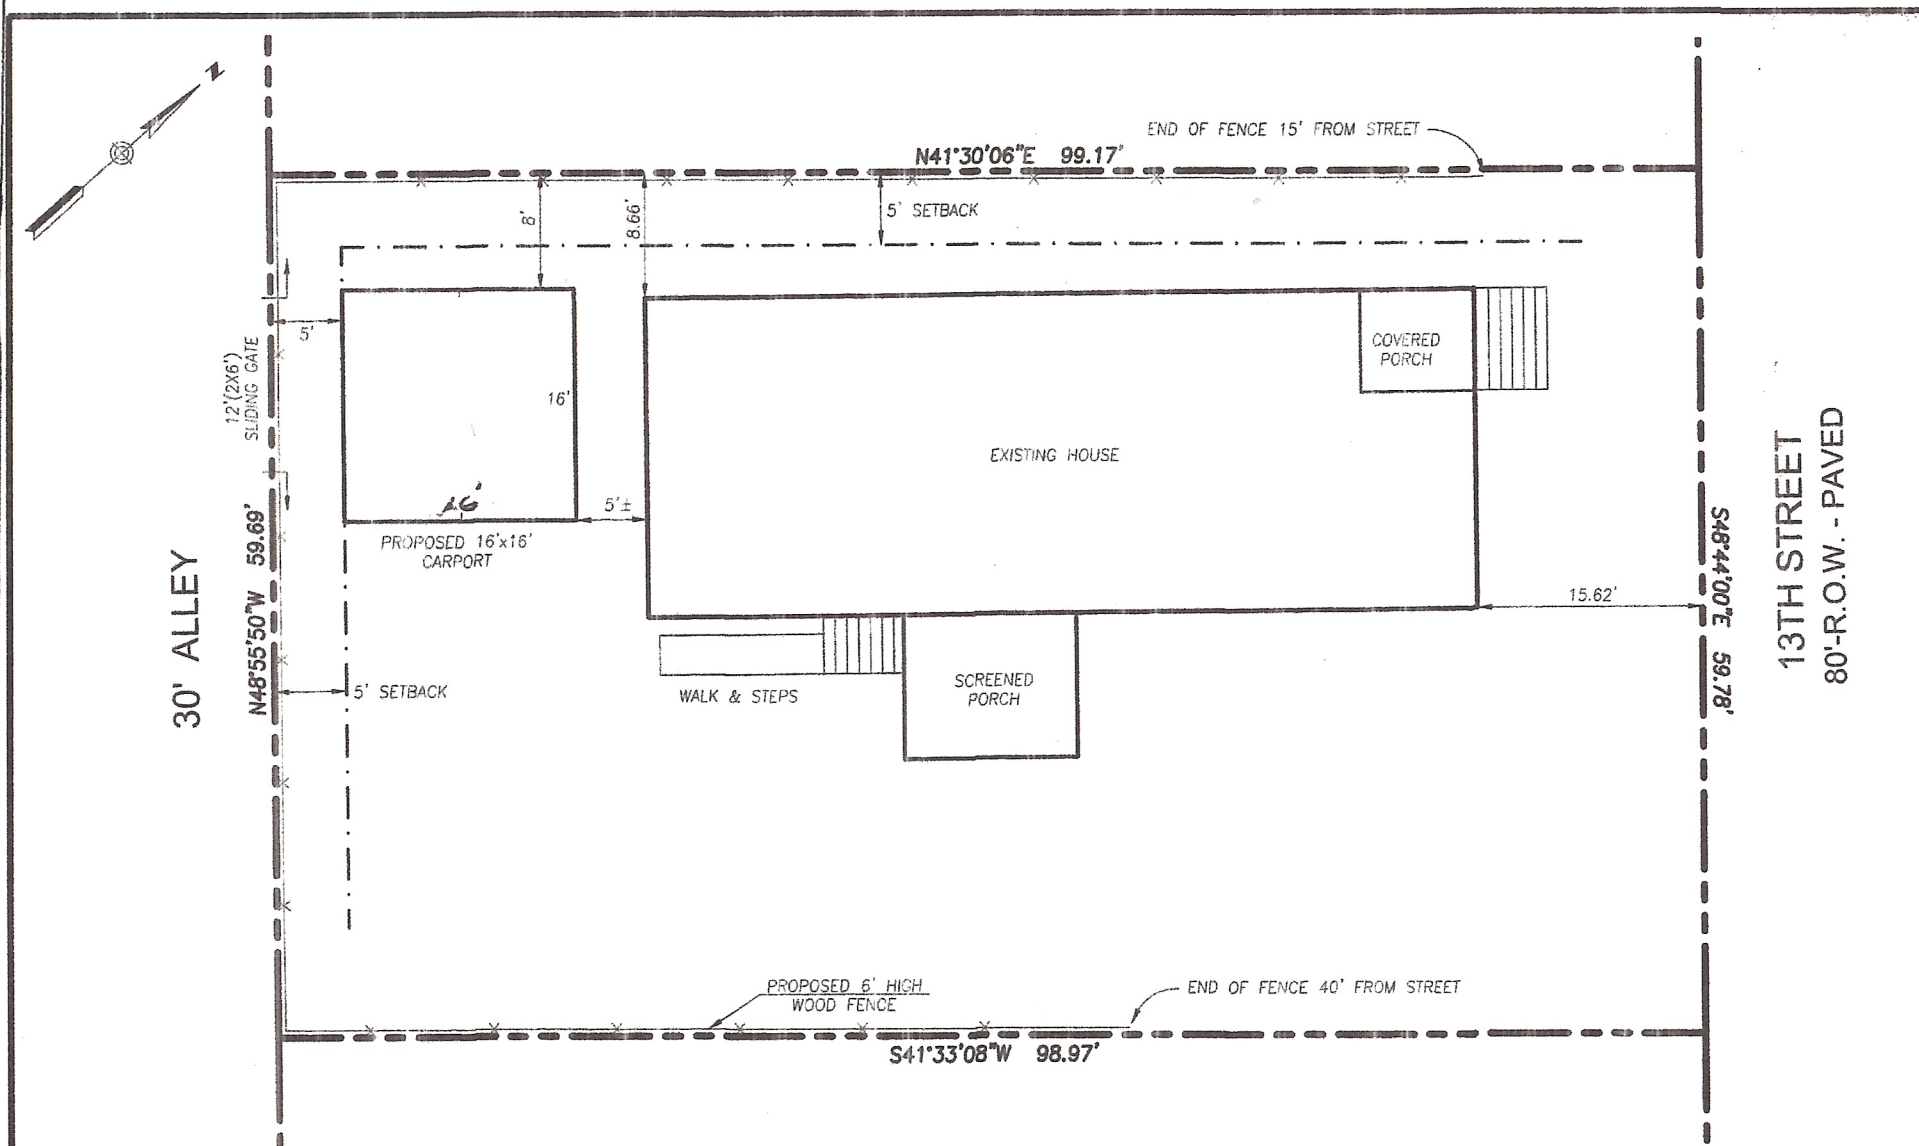 N
END OF FENCE 15' FROM STREET
N41°30'06"E 99.17'
8'
8.66'
5' SETBACK
5'
12'(2X6')
SLIDING GATE
16'
COVERED
PORCH
EXISTING HOUSE
16'
5'±
PROPOSED 16'x16'
CARPORT
30' ALLEY
N48°55'50"W 59.69'
15.62'
S48°44'00"E 59.78'
13TH STREET
80'-R.O.W. - PAVED
5' SETBACK
WALK & STEPS
SCREENED
PORCH
PROPOSED 6' HIGH
WOOD FENCE
END OF FENCE 40' FROM STREET
S41°33'08"W 98.97'